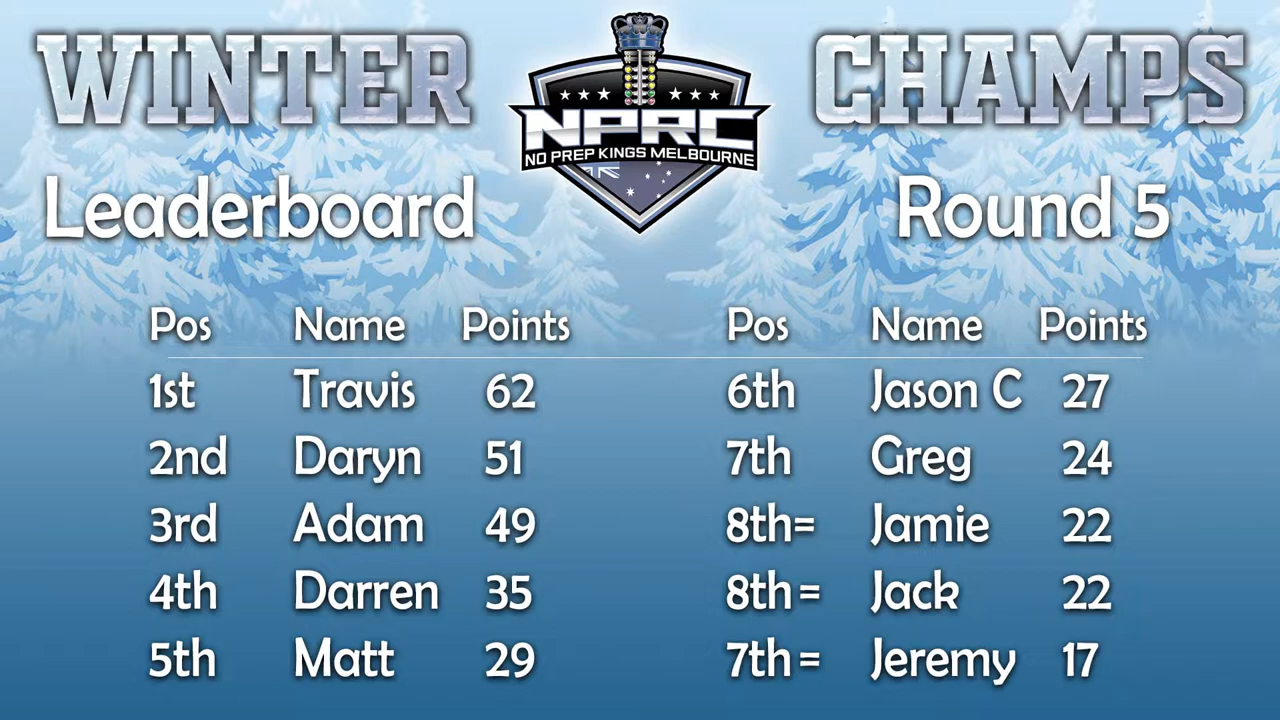 WINTER CHAMPS
NPRC
NO PREP KINGS MELBOURNE
Leaderboard
Round 5
Pos Name Points
1st Travis 62
2nd Daryn 51
3rd Adam 49
4th Darren 35
5th Matt 29
Pos Name Points
6th Jason C 27
7th Greg 24
8th= Jamie 22
8th= Jack 22
7th= Jeremy 17